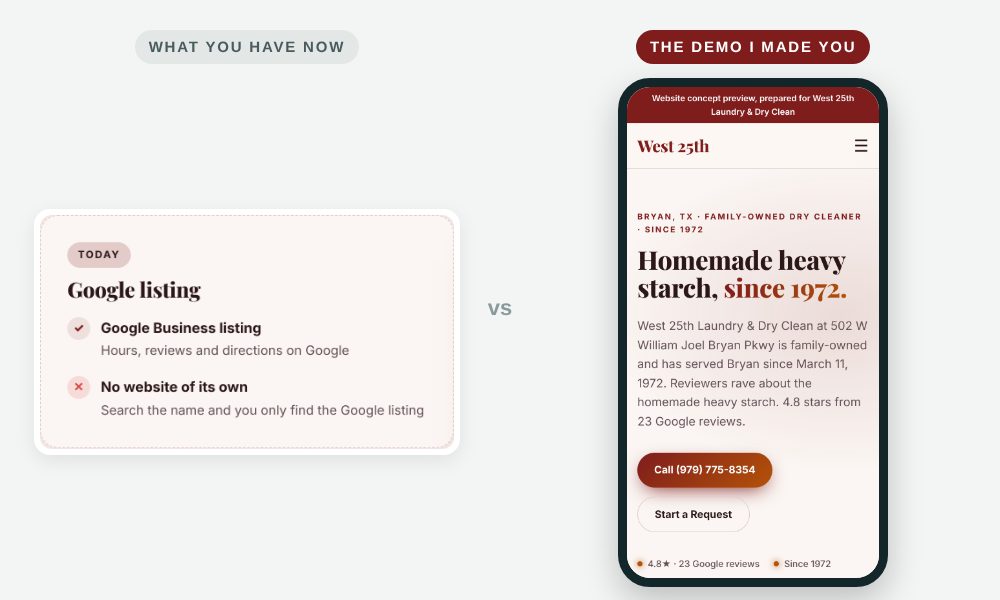 WHAT YOU HAVE NOW
TODAY
Google listing
Google Business listing
Hours, reviews and directions on Google
No website of its own
Search the name and you only find the Google listing
vs
THE DEMO I MADE YOU
Website concept preview, prepared for West 25th
Laundry & Dry Clean
West 25th
BRYAN, TX · FAMILY-OWNED DRY CLEANER
· SINCE 1972
Homemade heavy
starch, since 1972.
West 25th Laundry & Dry Clean at 502 W
William Joel Bryan Pkwy is family-owned
and has served Bryan since March 11,
1972. Reviewers rave about the
homemade heavy starch. 4.8 stars from
23 Google reviews.
Call (979) 775-8354
Start a Request
4.8★ · 23 Google reviews
Since 1972